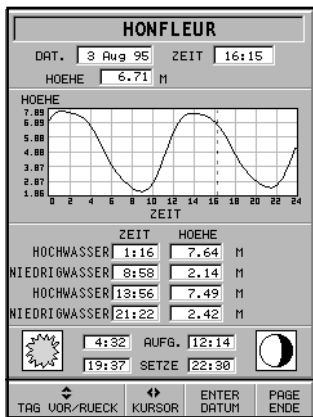 HONFLEUR
DAT. 3 Aug 95 ZEIT 16:15
HOEHE 6.71 M
HOEHE
7.89
6.89
5.88
4.88
3.87
2.87
1.86
0 2 4 6 8 10 12 14 16 18 20 22 24
ZEIT
ZEIT HOEHE
HOCHWASSER 1:16 7.64 M
NIEDRIGWASSER 8:58 2.14 M
HOCHWASSER 13:56 7.49 M
NIEDRIGWASSER 21:22 2.42 M
4:32 AUFG. 12:14
19:37 SETZE 22:30
TAG VOR/RUECK KURSOR ENTER DATUM PAGE ENDE